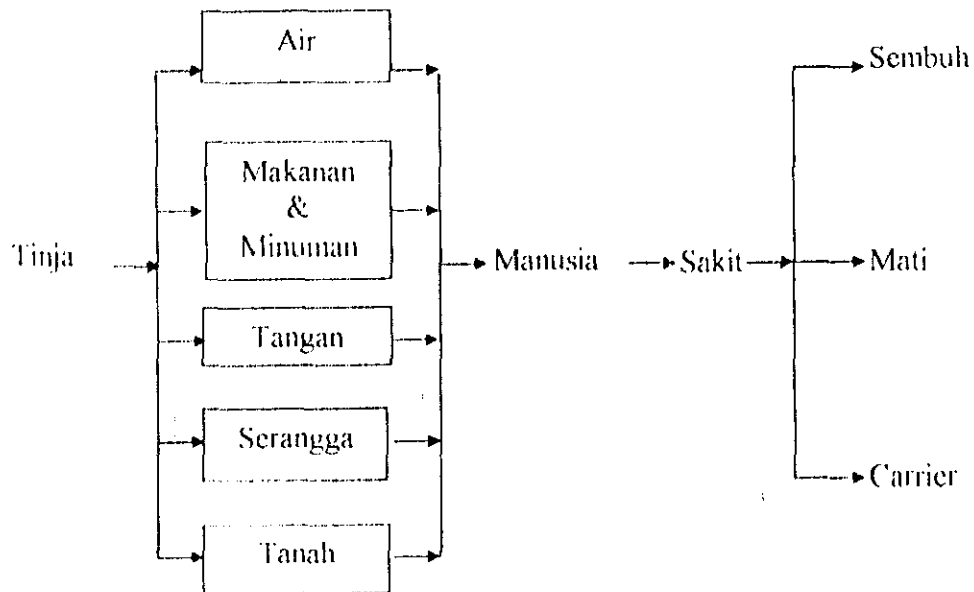 Air
Makanan
&
Minuman
Tinja
Tangan
Serangga
Tanah
Manusia
Sakit
Sembuh
Mati
Carrier